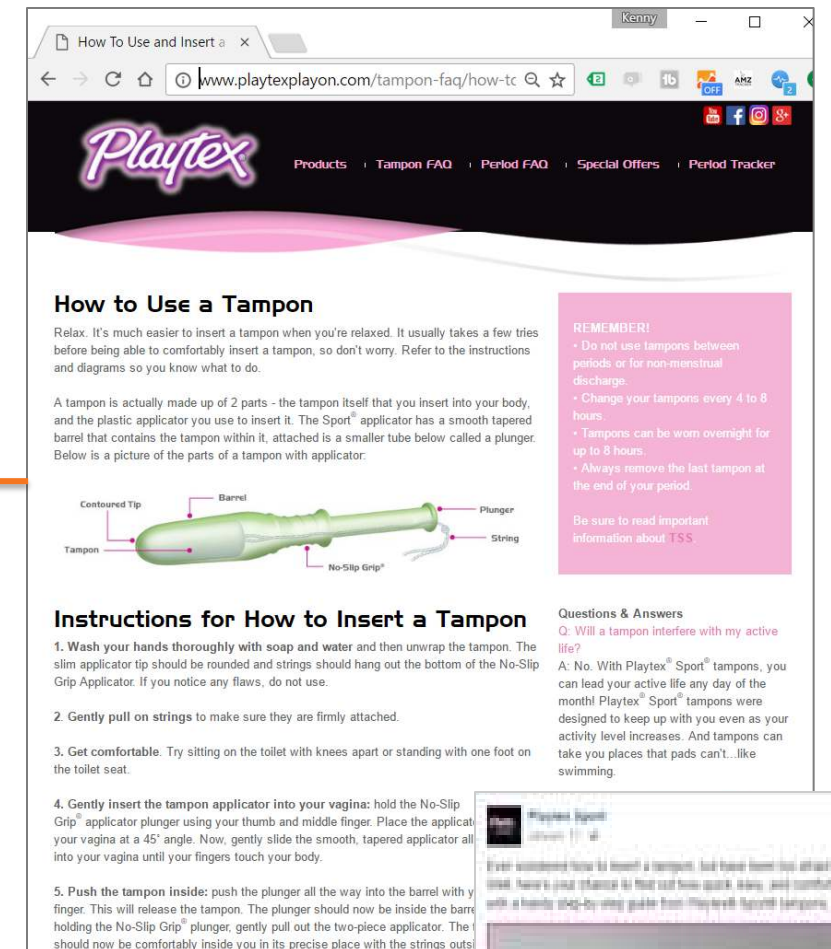 Kenny
How To Use and Insert a
www.playtexplayon.com/tampon-faq/how-to
OFF
AMZ
2
Playtex
Products
Tampon FAQ
Period FAQ
Special Offers
Period Tracker
How to Use a Tampon
Relax. It's much easier to insert a tampon when you're relaxed. It usually takes a few tries
before being able to comfortably insert a tampon, so don't worry. Refer to the instructions
and diagrams so you know what to do.
A tampon is actually made up of 2 parts - the tampon itself that you insert into your body,
and the plastic applicator you use to insert it. The Sport® applicator has a smooth tapered
barrel that contains the tampon within it, attached is a smaller tube below called a plunger.
Below is a picture of the parts of a tampon with applicator:
Contoured Tip
Barrel
Plunger
String
Tampon
No-Slip Grip®
REMEMBER!
• Do not use tampons between
periods or for non-menstrual
discharge.
• Change your tampons every 4 to 8
hours.
• Tampons can be worn overnight for
up to 8 hours.
• Always remove the last tampon at
the end of your period.
Be sure to read important
information about TSS
Instructions for How to Insert a Tampon
1. Wash your hands thoroughly with soap and water and then unwrap the tampon. The
slim applicator tip should be rounded and strings should hang out the bottom of the No-Slip
Grip Applicator. If you notice any flaws, do not use.
2. Gently pull on strings to make sure they are firmly attached.
3. Get comfortable. Try sitting on the toilet with knees apart or standing with one foot on
the toilet seat.
4. Gently insert the tampon applicator into your vagina: hold the No-Slip
Grip® applicator plunger using your thumb and middle finger. Place the applicat
your vagina at a 45° angle. Now, gently slide the smooth, tapered applicator all
into your vagina until your fingers touch your body.
5. Push the tampon inside: push the plunger all the way into the barrel with y
finger. This will release the tampon. The plunger should now be inside the barre
holding the No-Slip Grip® plunger, gently pull out the two-piece applicator. The
should now be comfortably inside you in its precise place with the strings outsi
Questions & Answers
Q: Will a tampon interfere with my active
life?
A: No. With Playtex® Sport® tampons, you
can lead your active life any day of the
month! Playtex® Sport® tampons were
designed to keep up with you even as your
activity level increases. And tampons can
take you places that pads can't...like
swimming.
Playtex Sport